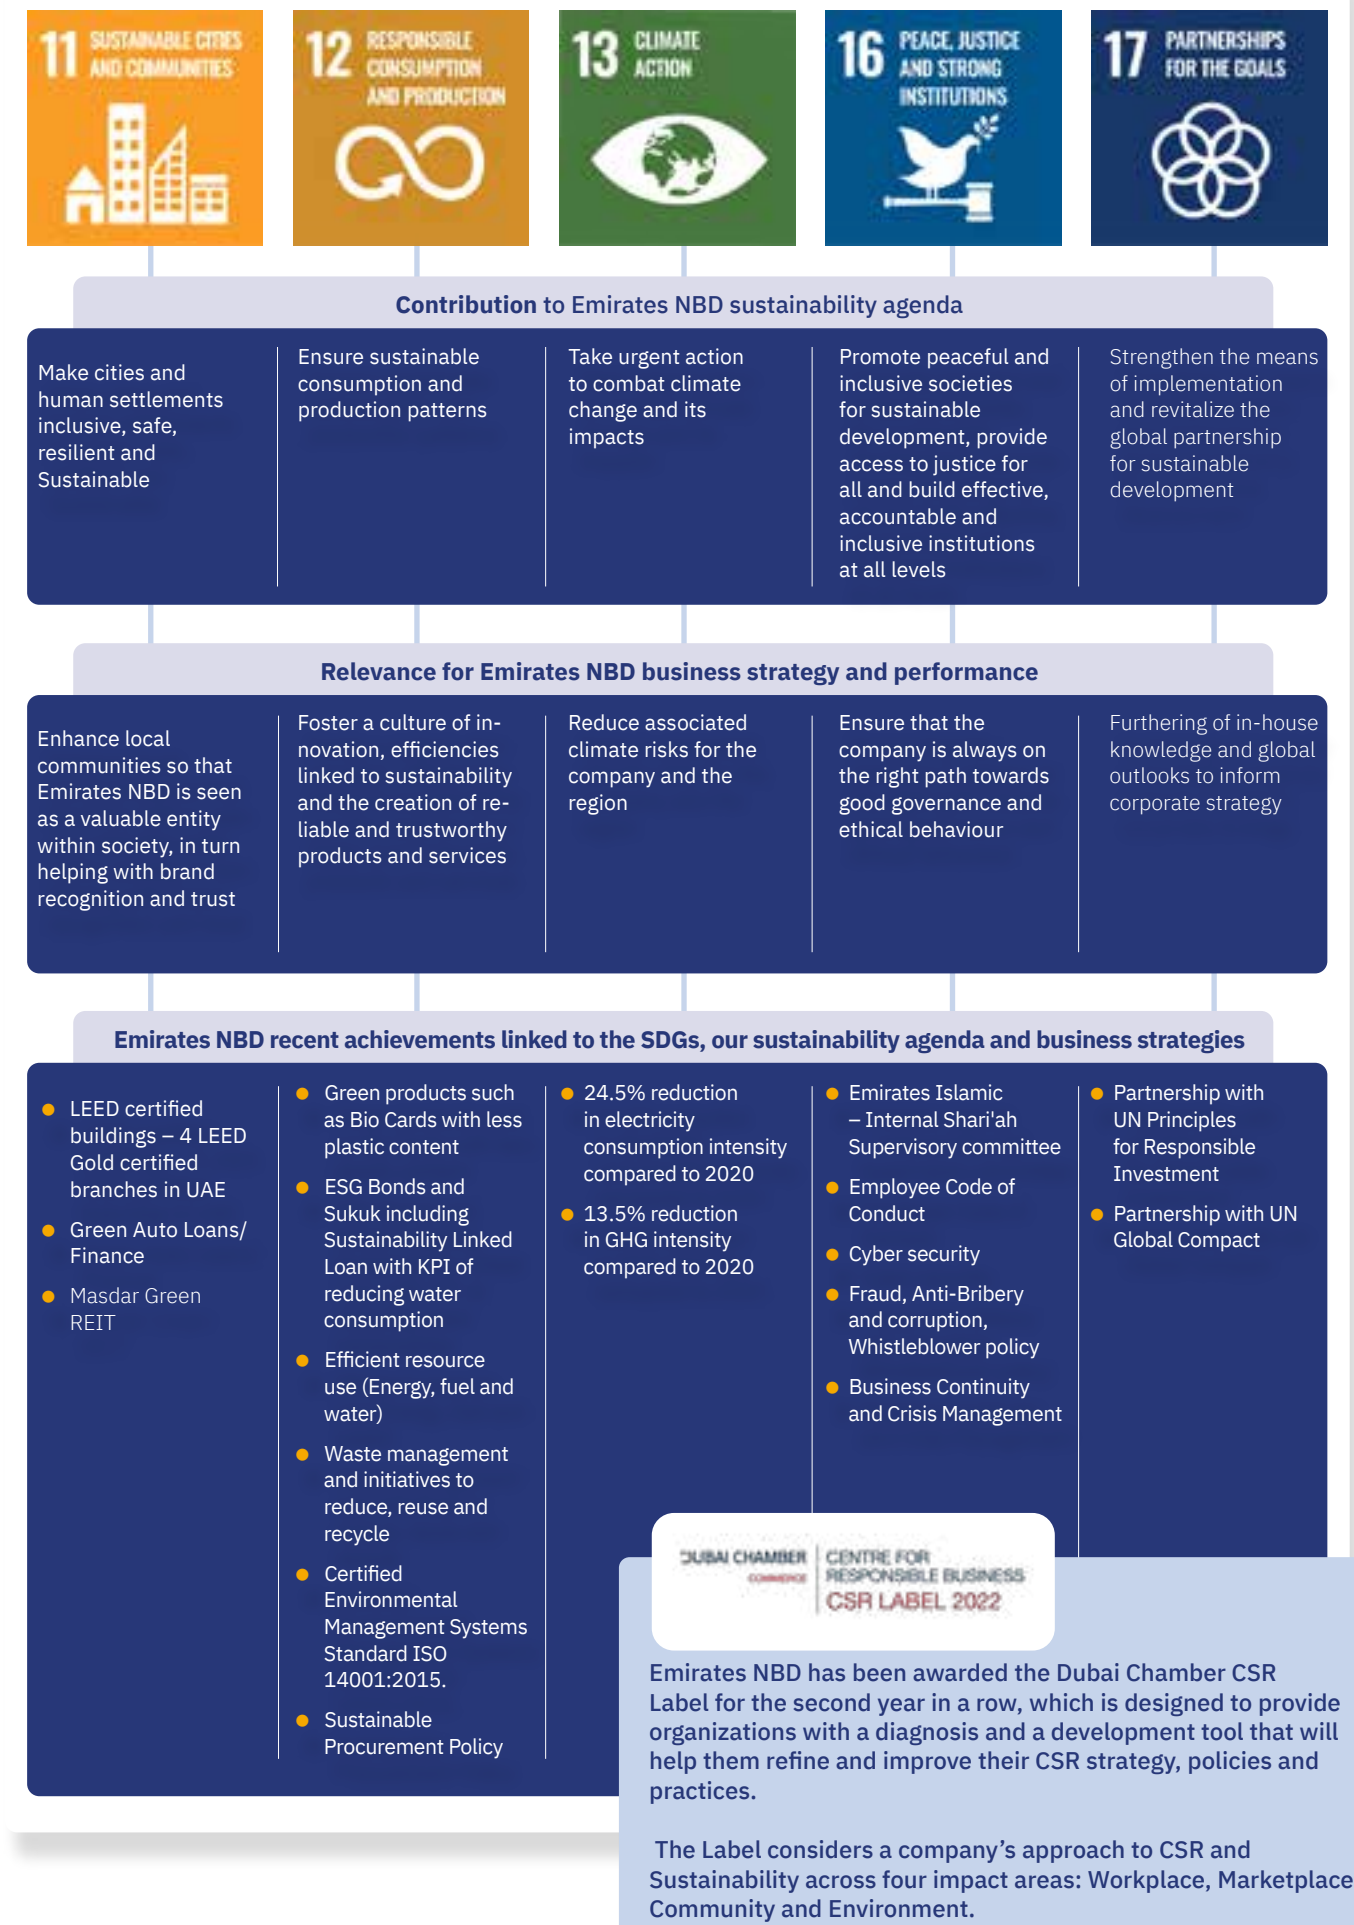 11 SUSTAINABLE CITIES
AND COMMUNITIES
12 RESPONSIBLE
CONSUMPTION
AND PRODUCTION
13 CLIMATE
ACTION
16 PEACE, JUSTICE
AND STRONG
INSTITUTIONS
17 PARTNERSHIPS
FOR THE GOALS
Contribution to Emirates NBD sustainability agenda
Make cities and
human settlements
inclusive, safe,
resilient and
Sustainable
Ensure sustainable
consumption and
production patterns
Take urgent action
to combat climate
change and its
impacts
Promote peaceful and
inclusive societies
for sustainable
development, provide
access to justice for
all and build effective,
accountable and
inclusive institutions
at all levels
Strengthen the means
of implementation
and revitalize the
global partnership
for sustainable
development
Relevance for Emirates NBD business strategy and performance
Enhance local
communities so that
Emirates NBD is seen
as a valuable entity
within society, in turn
helping with brand
recognition and trust
Foster a culture of in-
novation, efficiencies
linked to sustainability
and the creation of re-
liable and trustworthy
products and services
Reduce associated
climate risks for the
company and the
region
Ensure that the
company is always on
the right path towards
good governance and
ethical behaviour
Furthering of in-house
knowledge and global
outlooks to inform
corporate strategy
Emirates NBD recent achievements linked to the SDGs, our sustainability agenda and business strategies
● LEED certified
buildings – 4 LEED
Gold certified
branches in UAE
● Green Auto Loans/
Finance
● Masdar Green
REIT
● Green products such
as Bio Cards with less
plastic content
● ESG Bonds and
Sukuk including
Sustainability Linked
Loan with KPI of
reducing water
consumption
● Efficient resource
use (Energy, fuel and
water)
● Waste management
and initiatives to
reduce, reuse and
recycle
● Certified
Environmental
Management Systems
Standard ISO
14001:2015.
● Sustainable
Procurement Policy
● 24.5% reduction
in electricity
consumption intensity
compared to 2020
● 13.5% reduction
in GHG intensity
compared to 2020
● Emirates Islamic
– Internal Shari'ah
Supervisory committee
● Employee Code of
Conduct
● Cyber security
● Fraud, Anti-Bribery
and corruption,
Whistleblower policy
● Business Continuity
and Crisis Management
● Partnership with
UN Principles
for Responsible
Investment
● Partnership with UN
Global Compact
DUBAI CHAMBER
COMMERCE
CENTRE FOR
RESPONSIBLE BUSINESS
CSR LABEL 2022
Emirates NBD has been awarded the Dubai Chamber CSR
Label for the second year in a row, which is designed to provide
organizations with a diagnosis and a development tool that will
help them refine and improve their CSR strategy, policies and
practices.
The Label considers a company's approach to CSR and
Sustainability across four impact areas: Workplace, Marketplace
Community and Environment.